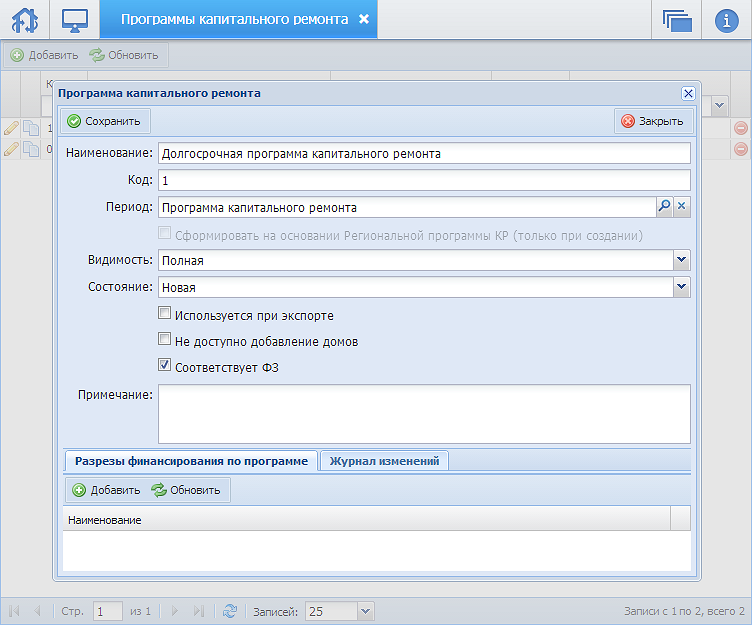 Программы капитального ремонта
Добавить Обновить
К
1
0
Программа капитального ремонта
Сохранить Закрыть
Наименование: Долгосрочная программа капитального ремонта
Код: 1
Период: Программа капитального ремонта
Сформировать на основании Региональной программы КР (только при создании)
Видимость: Полная
Состояние: Новая
Используется при экспорте
Не доступно добавление домов
Соответствует ФЗ
Примечание:
Разрезы финансирования по программе Журнал изменений
Добавить Обновить
Наименование
Стр. 1 из 1 Записей: 25 Записи с 1 по 2, всего 2